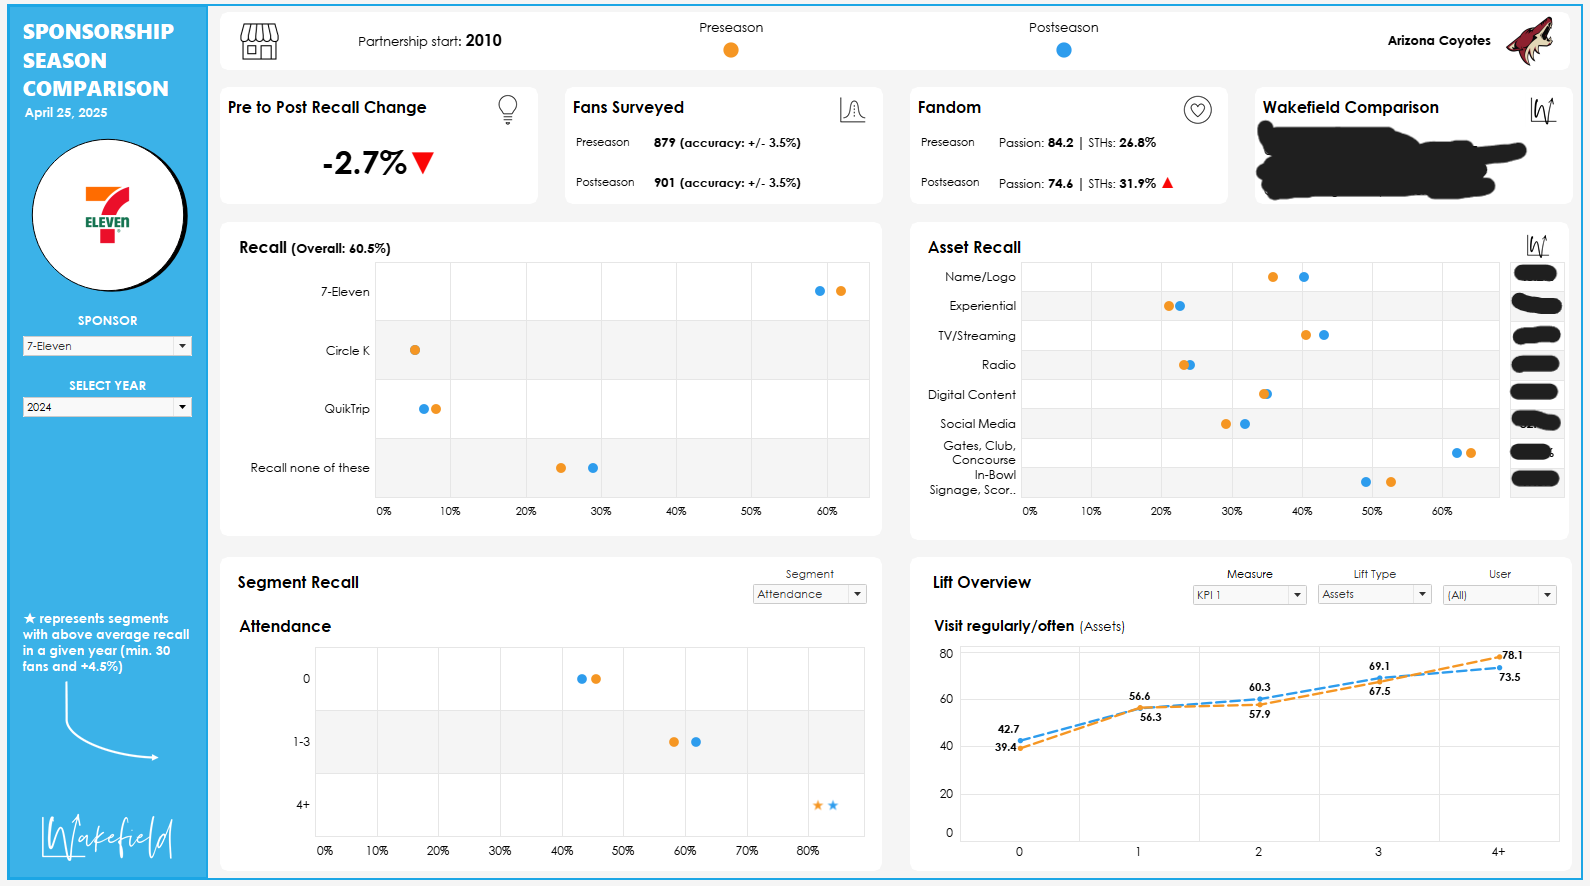 SPONSORSHIP
SEASON
COMPARISON
April 25, 2025
ELEVEN
SPONSOR
7-Eleven
SELECT YEAR
2024
★ represents segments
with above average recall
in a given year (min. 30
fans and +4.5%)
Wakefield
Partnership start: 2010
Preseason
Postseason
Arizona Coyotes
Pre to Post Recall Change
-2.7%▼
Fans Surveyed
Preseason 879 (accuracy: +/- 3.5%)
Postseason 901 (accuracy: +/- 3.5%)
Fandom
Preseason Passion: 84.2 | STHs: 26.8%
Postseason Passion: 74.6 | STHs: 31.9% ▲
Wakefield Comparison
Recall (Overall: 60.5%)
7-Eleven
Circle K
QuikTrip
Recall none of these
0% 10% 20% 30% 40% 50% 60%
Asset Recall
Name/Logo
Experiential
TV/Streaming
Radio
Digital Content
Social Media
Gates, Club,
Concourse
In-Bowl
Signage, Scor..
0% 10% 20% 30% 40% 50% 60%
Segment Recall
Segment
Attendance
Attendance
0
1-3
4+
0% 10% 20% 30% 40% 50% 60% 70% 80%
Lift Overview
Measure Lift Type User
KPI 1 Assets (All)
Visit regularly/often (Assets)
80
60
40
20
0
42.7
39.4
56.6
56.3
60.3
57.9
69.1
67.5
78.1
73.5
0 1 2 3 4+